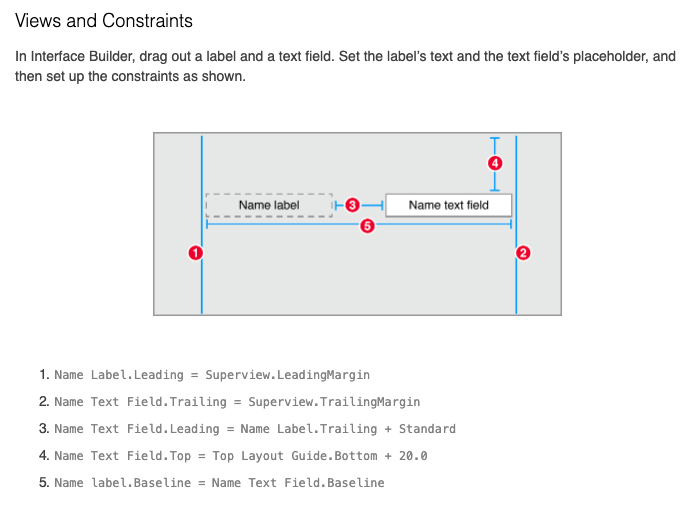 Views and Constraints
In Interface Builder, drag out a label and a text field. Set the label’s text and the text field’s placeholder, and
then set up the constraints as shown.
4
Name label
3
Name text field
5
1
2
1. Name Label.Leading = Superview.LeadingMargin
2. Name Text Field.Trailing = Superview.TrailingMargin
3. Name Text Field.Leading = Name Label.Trailing + Standard
4. Name Text Field.Top = Top Layout Guide.Bottom + 20.0
5. Name label.Baseline = Name Text Field.Baseline